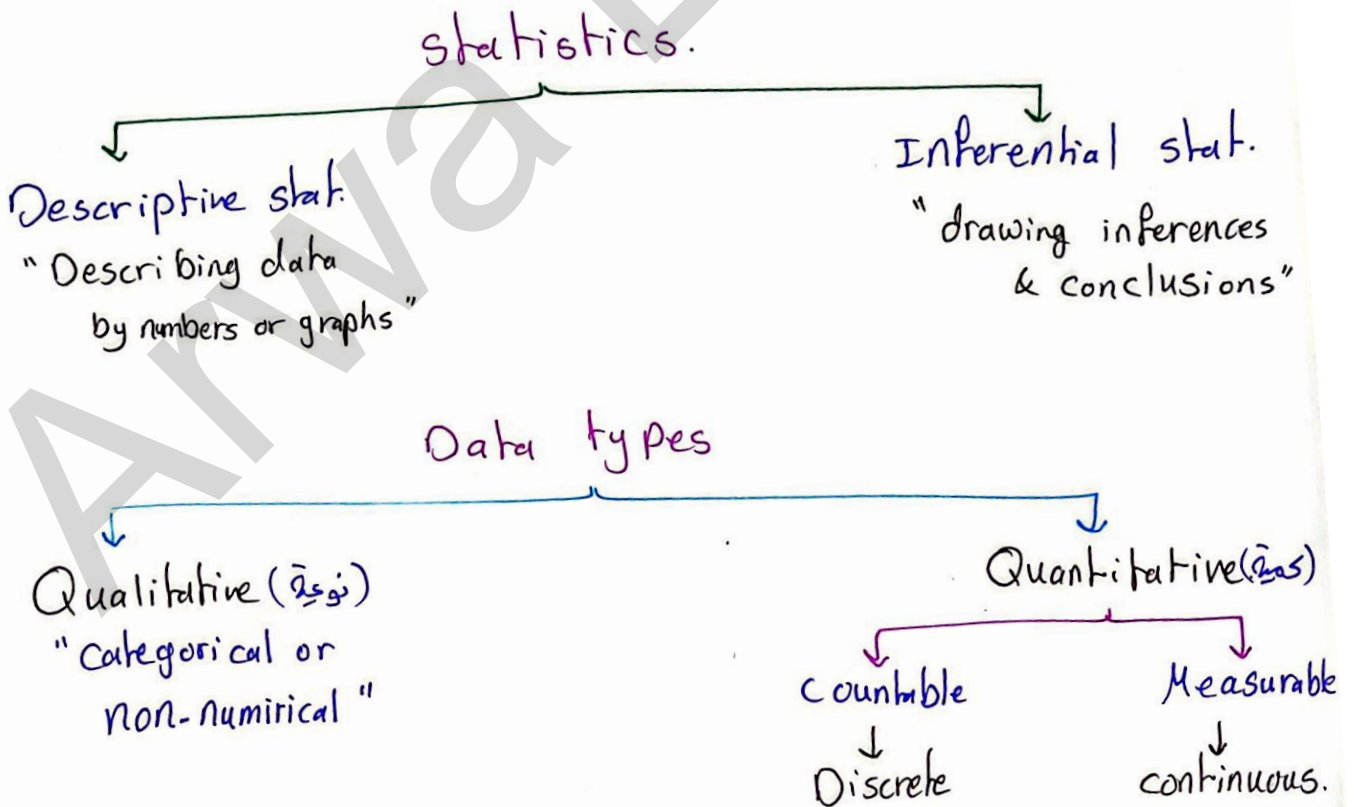 statistics.
Descriptive stat.
"Describing data
by numbers or graphs"
Inferential stat.
"drawing inferences
& conclusions"
Data types
Qualitative (نوعية)
"categorical or
non-numirical"
Quantitative (كمية)
Countable
Discrete
Measurable
continuous.
Arwa